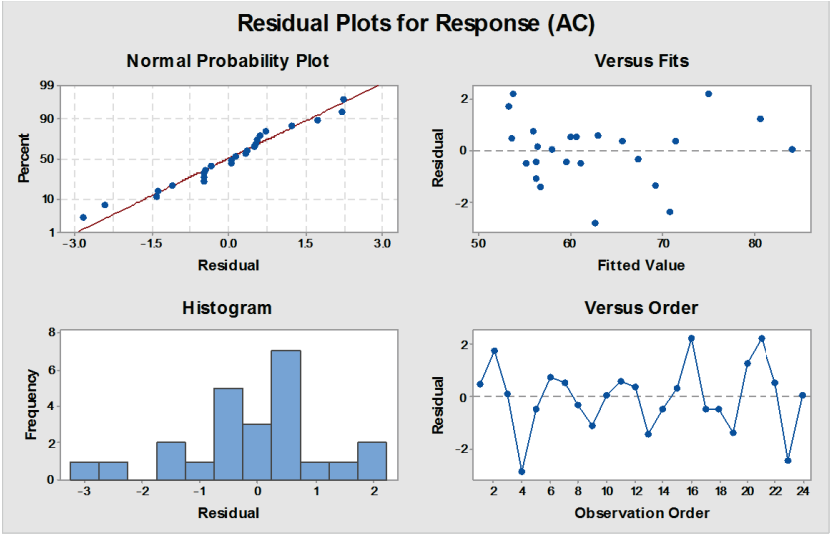 Residual Plots for Response (AC)
Normal Probability Plot
99
90
50
10
1
Percent
−3.0 −1.5 0.0 1.5 3.0
Residual
Versus Fits
2
0
−2
Residual
50 60 70 80
Fitted Value
Histogram
8
6
4
2
0
Frequency
−3 −2 −1 0 1 2
Residual
Versus Order
2
0
−2
Residual
2 4 6 8 10 12 14 16 18 20 22 24
Observation Order